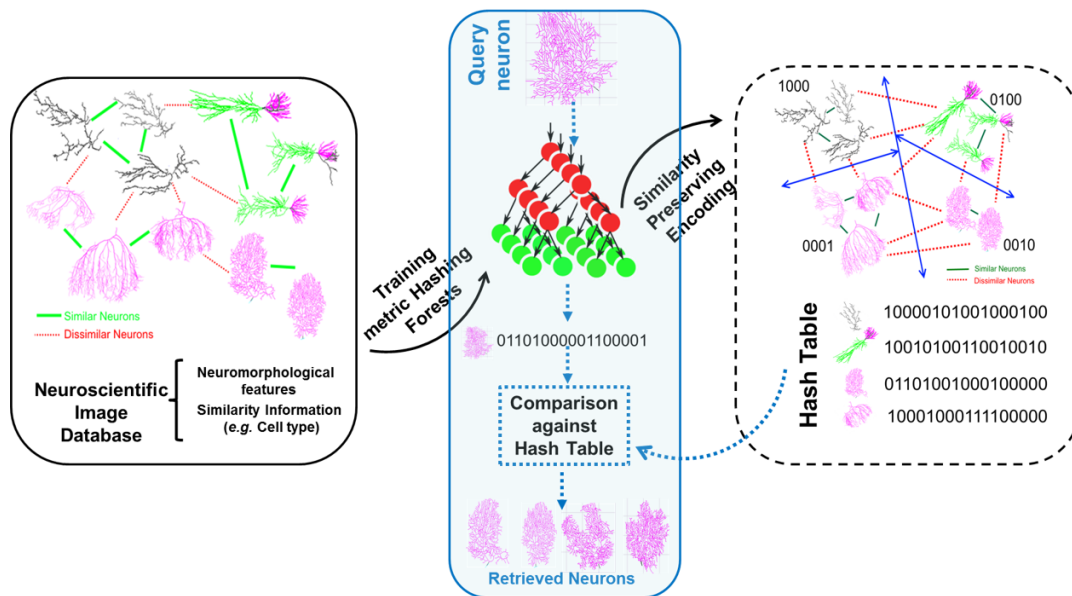 Similar Neurons
Dissimilar Neurons
Neuroscientific
Image
Database
Neuromorphological
features
Similarity Information
(e.g. Cell type)
Training
metric Hashing
Forests
Query
neuron
01101000001100001
Comparison
against
Hash Table
Retrieved Neurons
Similarity
Preserving
Encoding
1000
0100
0001
0010
Similar Neurons
Dissimilar Neurons
Hash Table
10000101001000100
10010100110010010
01101001000100000
10001000111100000